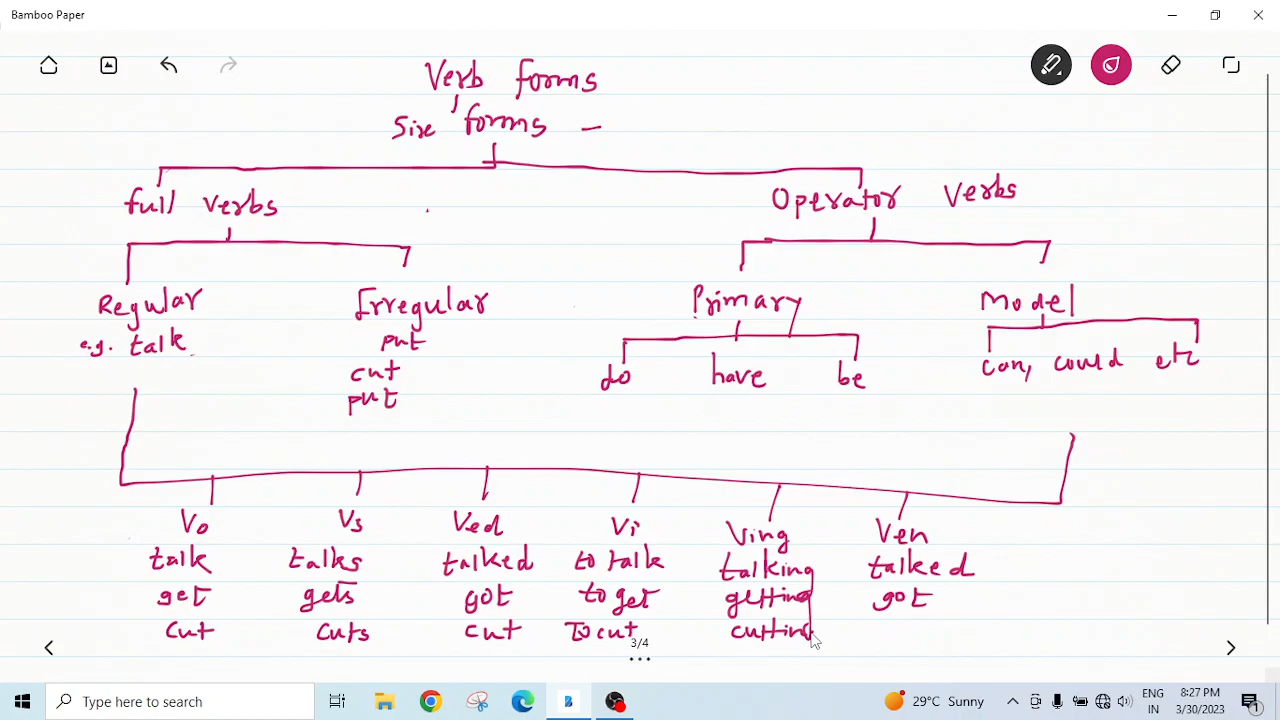 Bamboo Paper
Verb forms
Six forms –
full verbs Operator Verbs
Regular Irregular Primary Model
e.g. talk put
cut do have be can, could etc
put
Vo Vs Ved Vi Ving Ven
talk talks talked to talk talking talked
get gets got to get getting got
cut cuts cut To cut cutting
3/4
Type here to search
29°C Sunny
ENG
IN
8:27 PM
3/30/2023